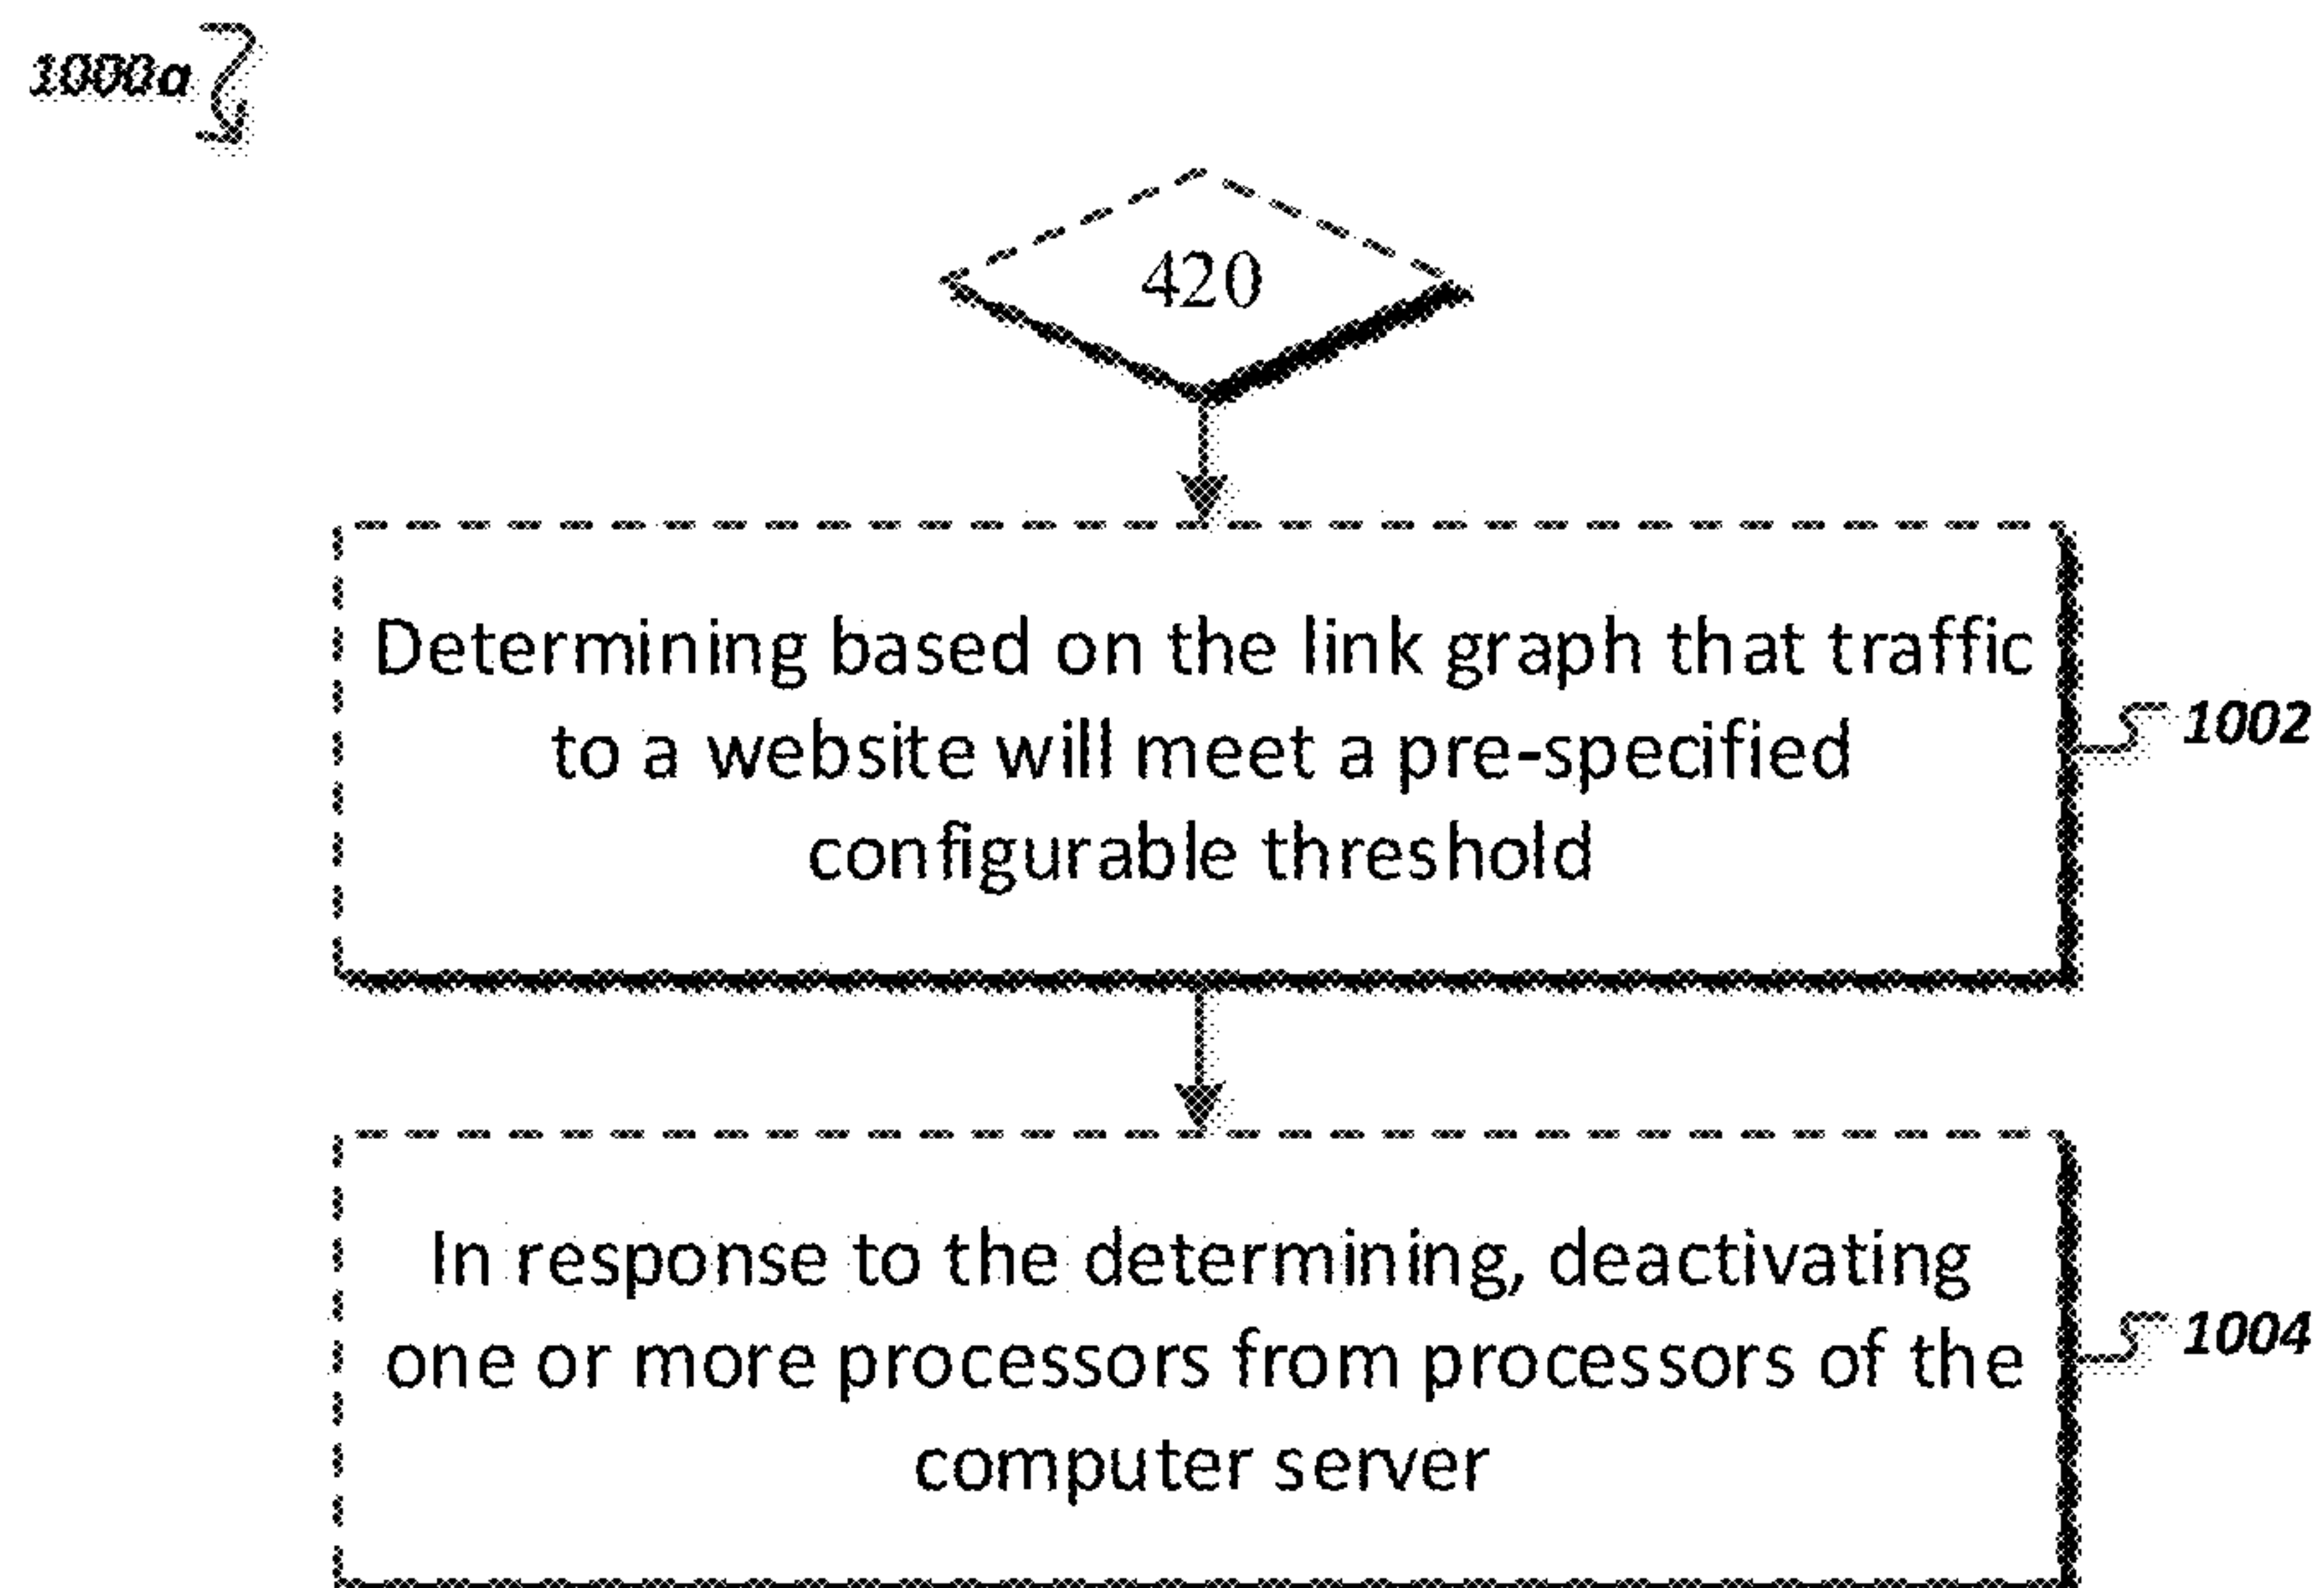 1000a
420
Determining based on the link graph that traffic
to a website will meet a pre-specified
configurable threshold
1002
In response to the determining, deactivating
one or more processors from processors of the
computer server
1004